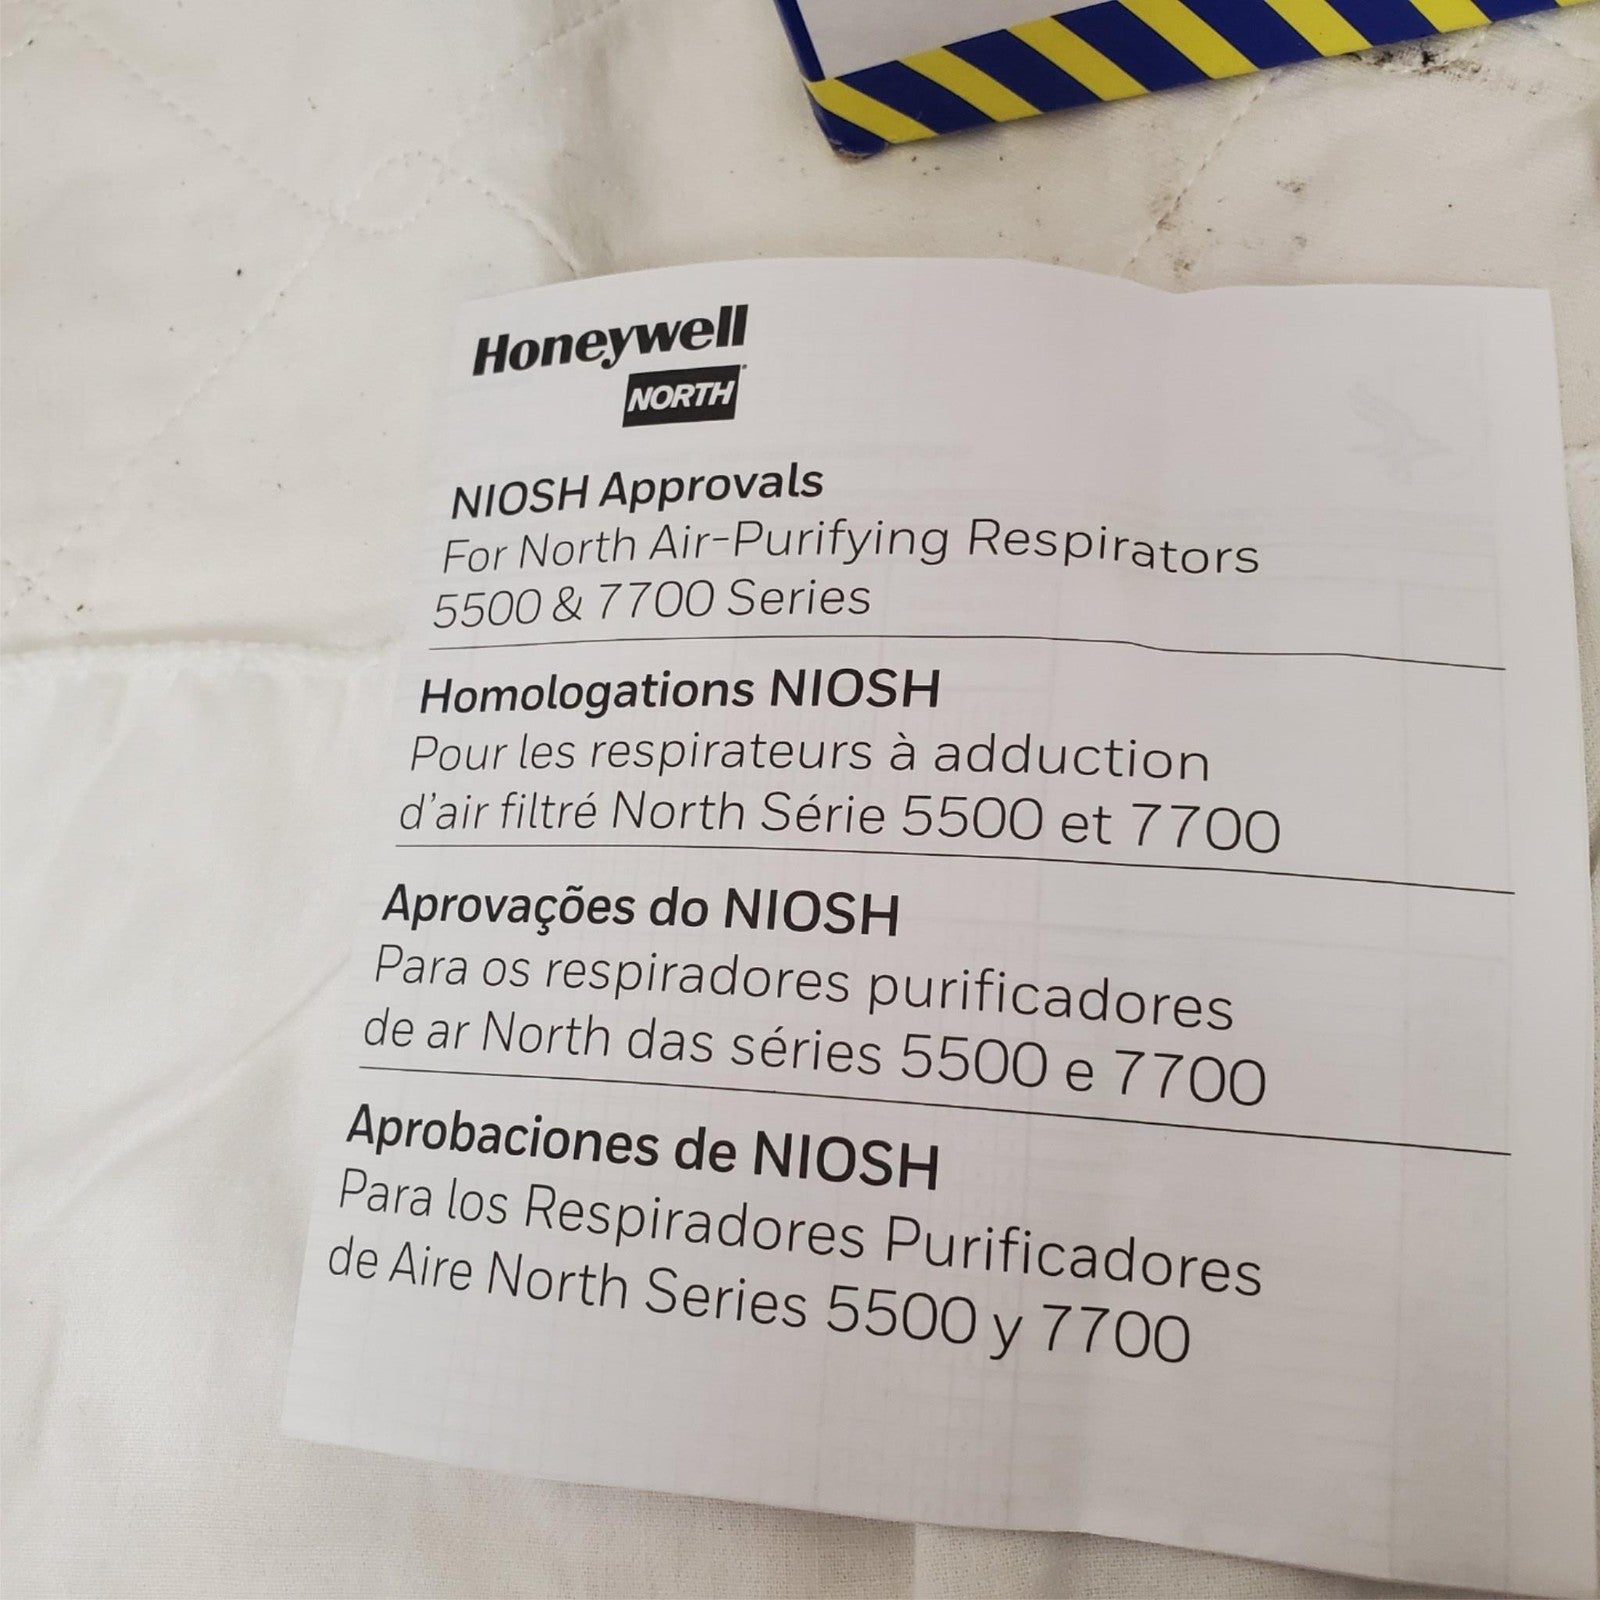 Honeywell
NORTH
NIOSH Approvals
For North Air-Purifying Respirators
5500 & 7700 Series
Homologations NIOSH
Pour les respirateurs à adduction
d'air filtré North Série 5500 et 7700
Aprovações do NIOSH
Para os respiradores purificadores
de ar North das séries 5500 e 7700
Aprobaciones de NIOSH
Para los Respiradores Purificadores
de Aire North Series 5500 y 7700